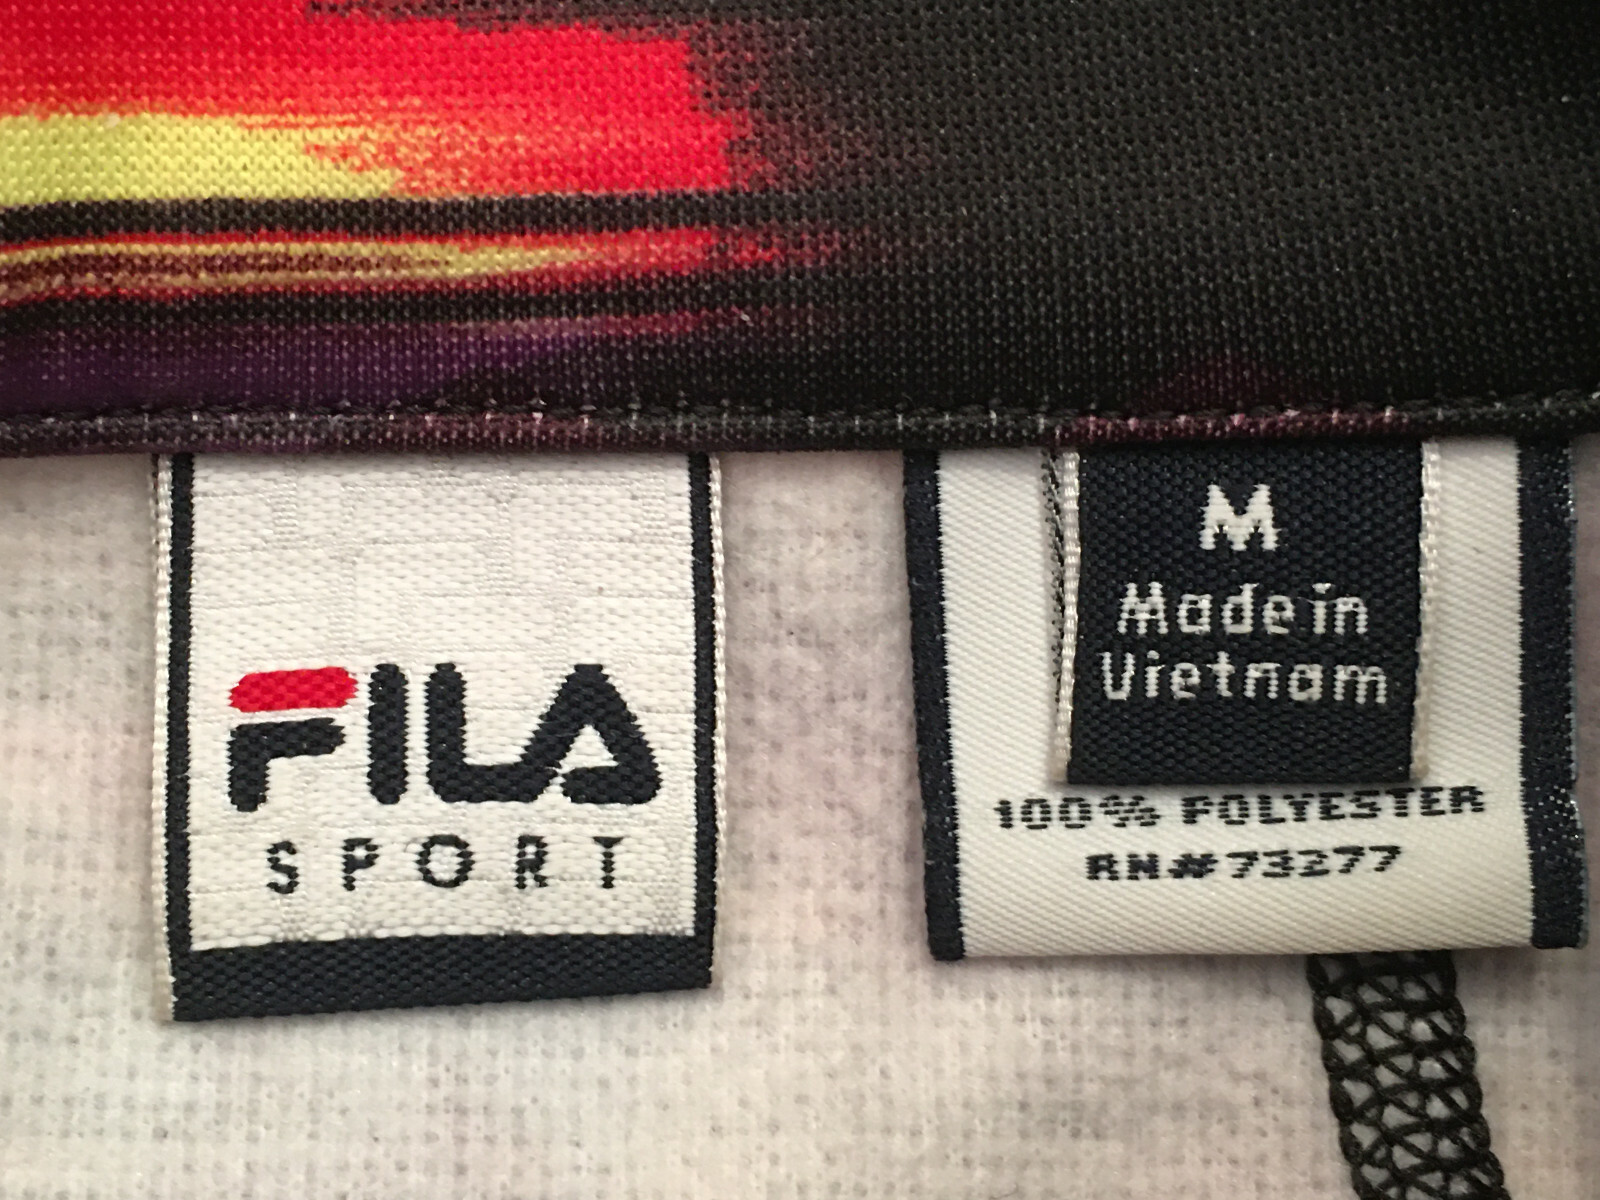 FILA
SPORT
M
Made in
Vietnam
100% POLYESTER
RN#73277